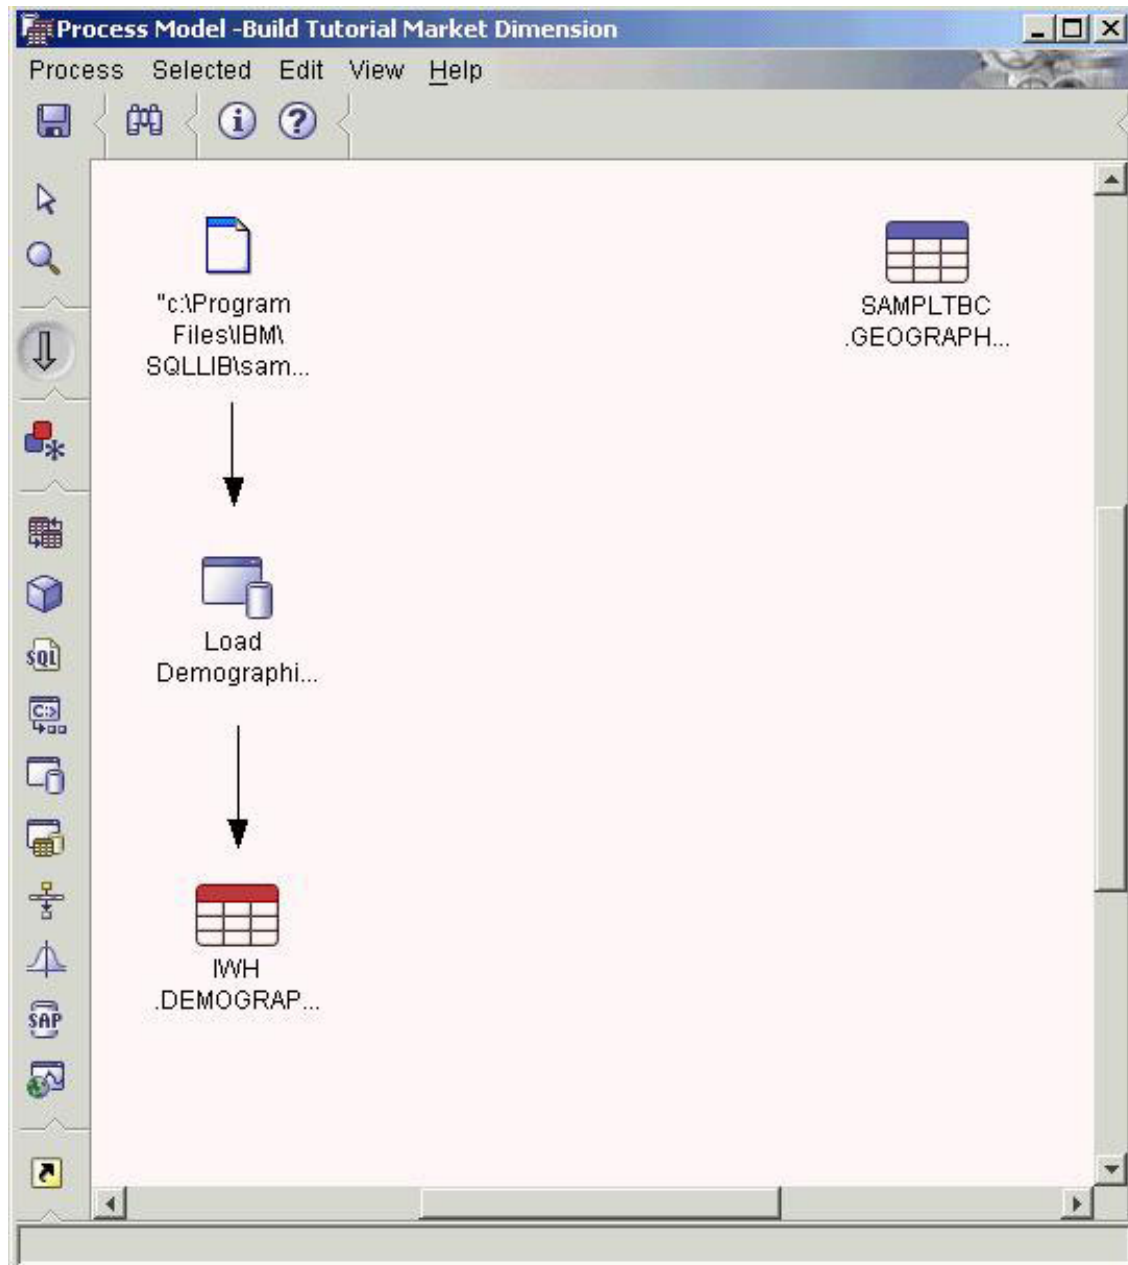 Process Model -Build Tutorial Market Dimension
Process Selected Edit View Help
"c:\Program
Files\IBM\
SQLLIB\sam...
SAMPLTBC
.GEOGRAPH...
Load
Demographi...
IWH
.DEMOGRAP...
SQL
C:>
SAP